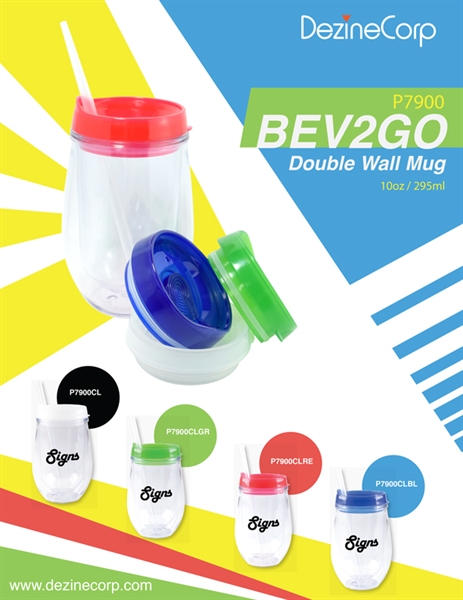 DezineCorp
P7900
BEV2GO
Double Wall Mug
10oz / 295ml
P7900CL
P7900CLGR
P7900CLRE
P7900CLBL
Signs
Signs
Signs
Signs
www.dezinecorp.com